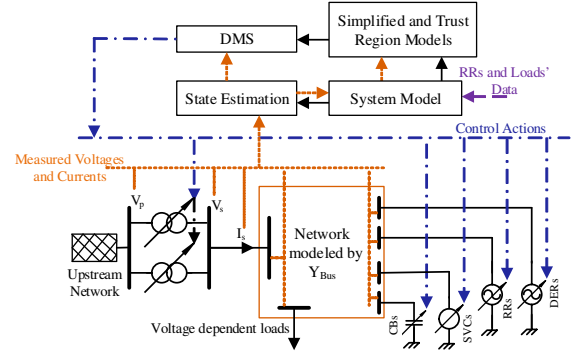 Simplified and Trust
Region Models
DMS
State Estimation
System Model
RRs and Loads'
Data
Control Actions
Measured Voltages
and Currents
Vp
Vs
Is
Upstream
Network
Network
modeled by
YBus
Voltage dependent loads
CBs
SVCs
RRs
DERs